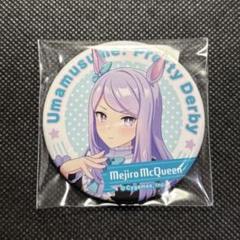 Umamusume: Pretty Derby
Mejiro McQueen
© Cygames, Inc.